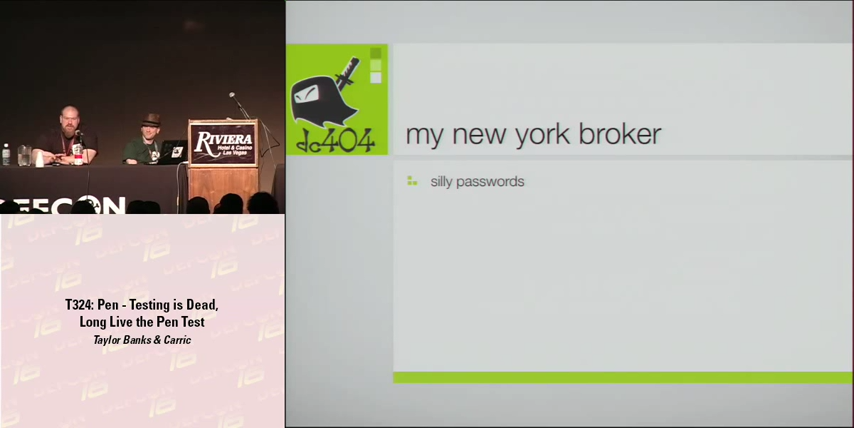 RIVIERA
Hotel & Casino
Las Vegas
DEFCON
T324: Pen - Testing is Dead,
Long Live the Pen Test
Taylor Banks & Carric
dc404
my new york broker
silly passwords